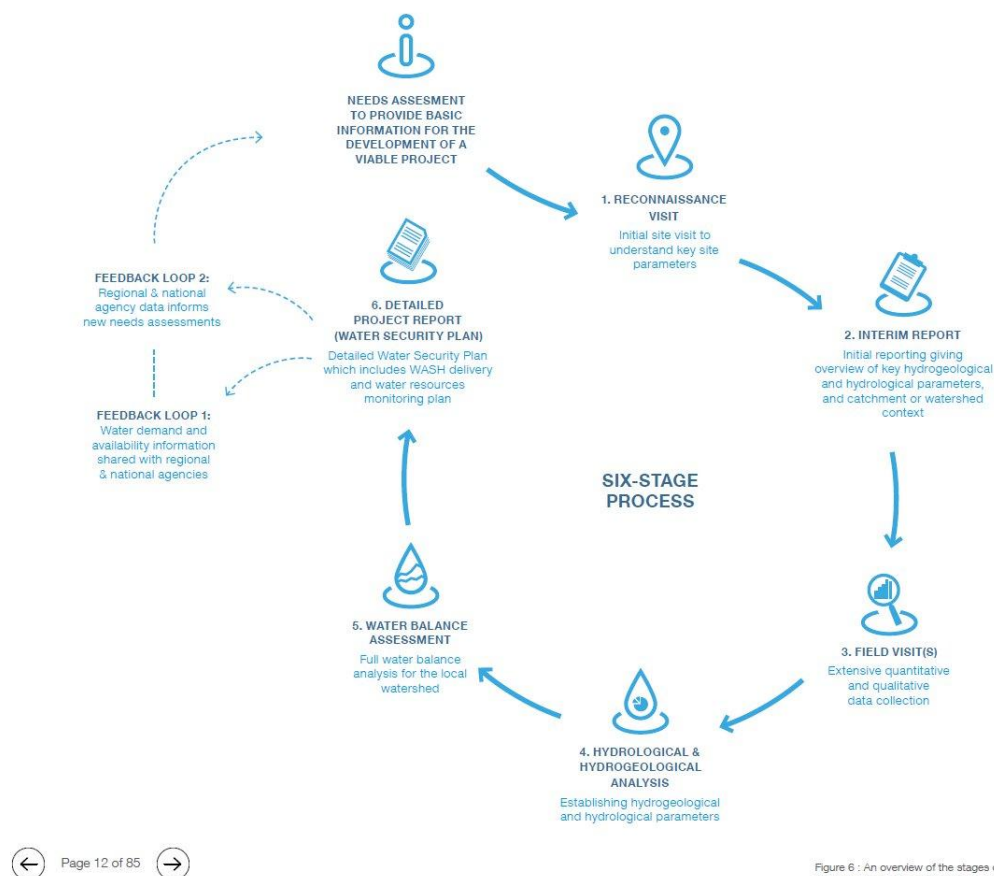 NEEDS ASSESMENT
TO PROVIDE BASIC
INFORMATION FOR THE
DEVELOPMENT OF A
VIABLE PROJECT
1. RECONNAISSANCE
VISIT
Initial site visit to
understand key site
parameters
2. INTERIM REPORT
Initial reporting giving
overview of key hydrogeological
and hydrological parameters,
and catchment or watershed
context
3. FIELD VISIT(S)
Extensive quantitative
and qualitative
data collection
4. HYDROLOGICAL &
HYDROGEOLOGICAL
ANALYSIS
Establishing hydrogeological
and hydrological parameters
5. WATER BALANCE
ASSESSMENT
Full water balance
analysis for the local
watershed
6. DETAILED
PROJECT REPORT
(WATER SECURITY PLAN)
Detailed Water Security Plan
which includes WASH delivery
and water resources
monitoring plan
FEEDBACK LOOP 1:
Water demand and
availability information
shared with regional
& national agencies
FEEDBACK LOOP 2:
Regional & national
agency data informs
new needs assessments
SIX-STAGE
PROCESS
Page 12 of 85
Figure 6 : An overview of the stages